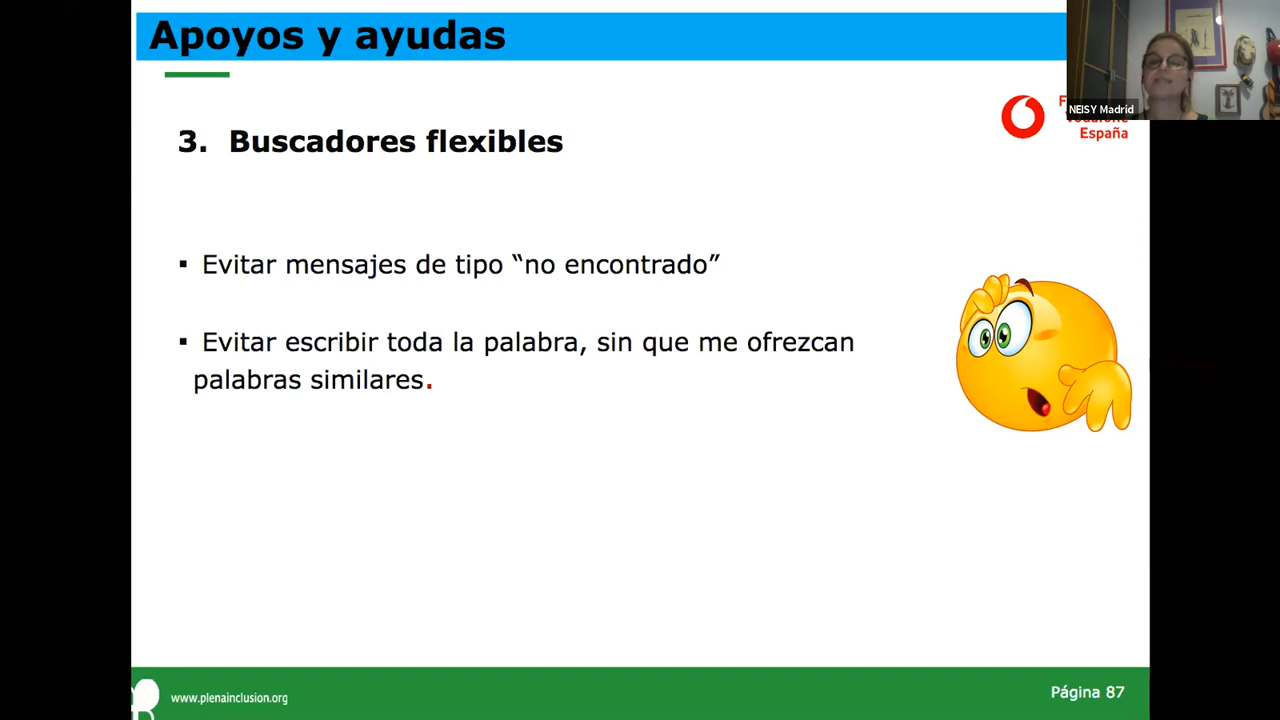 Apoyos y ayudas
NEISY Madrid
España
3. Buscadores flexibles
▪ Evitar mensajes de tipo “no encontrado”
▪ Evitar escribir toda la palabra, sin que me ofrezcan
palabras similares.
www.plenainclusion.org
Página 87